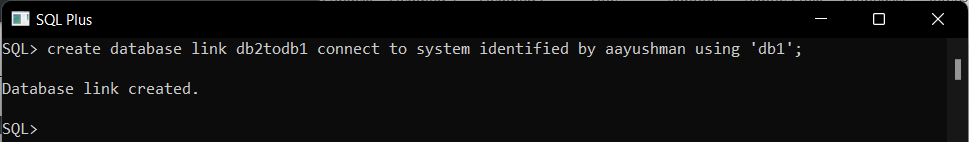 SQL Plus
SQL> create database link db2todb1 connect to system identified by aayushman using 'db1';
Database link created.
SQL>